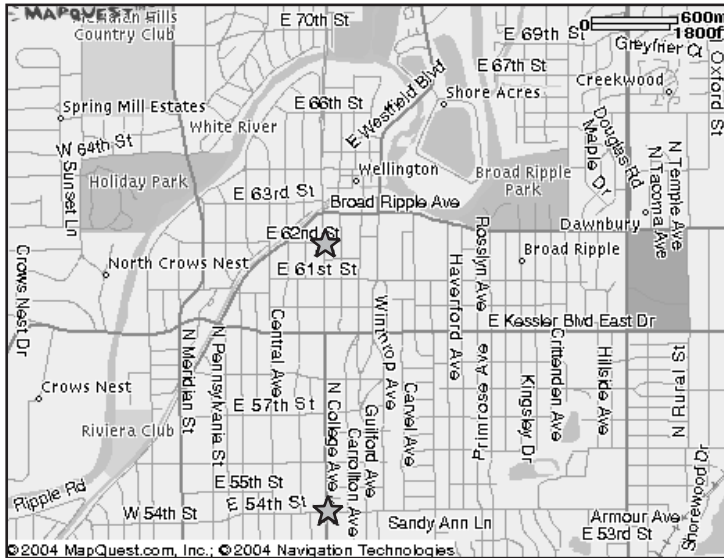 MAPQUEST
Meridian Hills
Country Club
E 70th St
0 600m
1800f
E 69th St
E 67th St
Greyfrier Ct
Oxford St
Creekwood
Shore Acres
E Westfield Blvd
E 66th St
Spring Mill Estates
White River
W 64th St
Sunset Ln
Holiday Park
Wellington
Broad Ripple
Park
Maple Dr
Douglas Rd
N Tacoma Ave
N Temple Ave
E 63rd St
Broad Ripple Ave
Dawnbury
E 62nd St
Rosslyn Ave
Broad Ripple
North Crows Nest
E 61st St
Haverford Ave
Crows Nest Dr
E Kessler Blvd East Dr
N Meridian St
N Pennsylvania St
Central Ave
Winthrop Ave
Primrose Ave
Crittenden Ave
Hillside Ave
N Rural St
Kingsley Dr
Carvel Ave
Crows Nest
E 57th St
N College Ave
Carrollton Ave
Guilford Ave
Riviera Club
E 55th St
Ripple Rd
E 54th St
W 54th St
Sandy Ann Ln
Armour Ave
E 53rd St
Shorewood Dr
©2004 MapQuest.com, Inc.; ©2004 Navigation Technologies